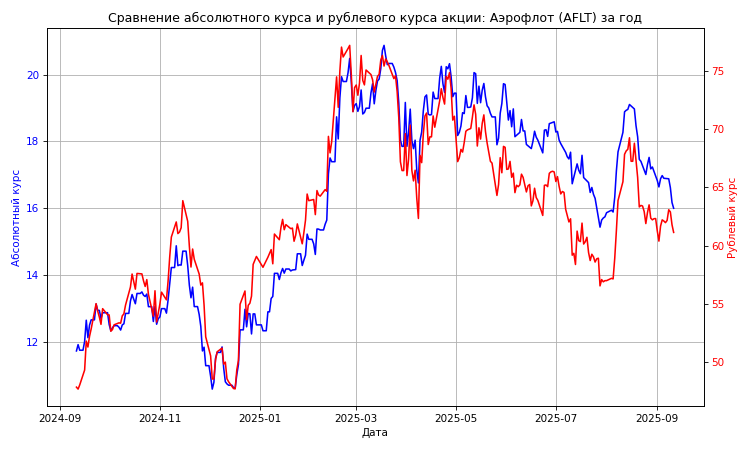 Сравнение абсолютного курса и рублевого курса акции: Аэрофлот (AFLT) за год
Абсолютный курс
20
18
16
14
12
75
70
65
60
55
50
Рублевый курс
2024-09 2024-11 2025-01 2025-03 2025-05 2025-07 2025-09
Дата